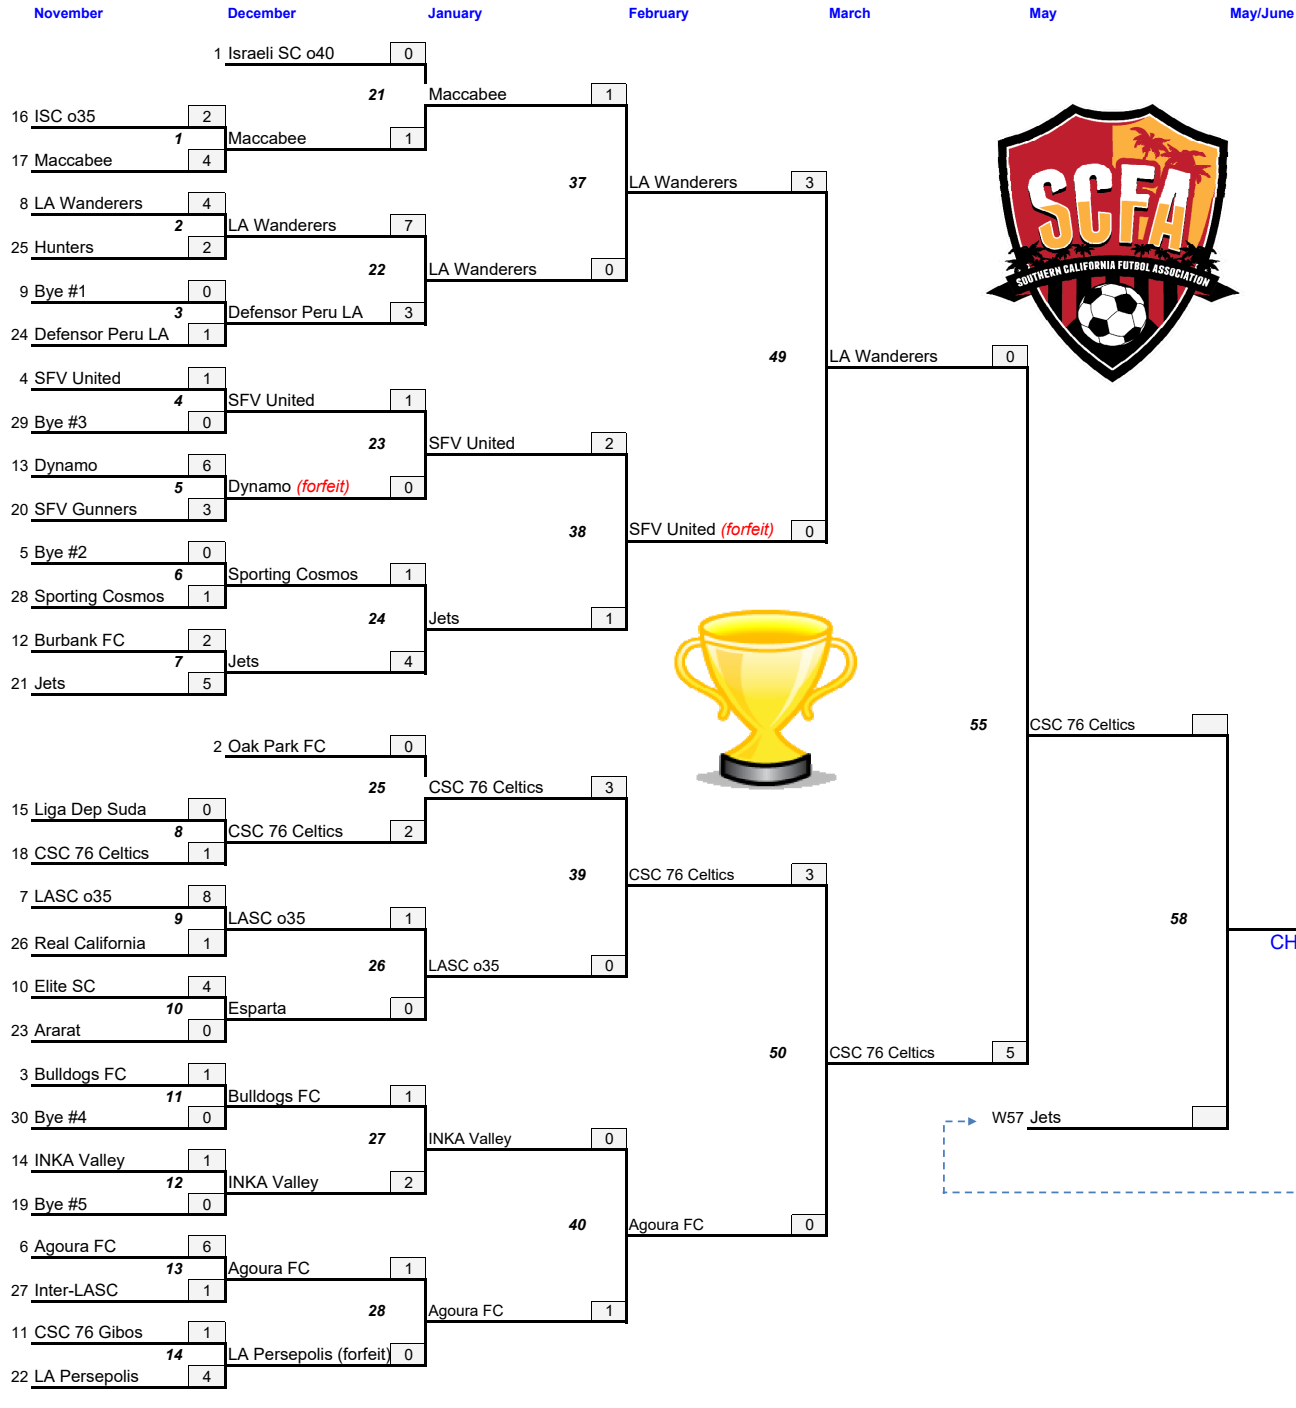 November December January February March May May/June
1 Israeli SC o40 0
21 Maccabee 1
16 ISC o35 2
1 Maccabee 1
17 Maccabee 4
37 LA Wanderers 3
8 LA Wanderers 4
2 LA Wanderers 7
25 Hunters 2
22 LA Wanderers 0
9 Bye #1 0
3 Defensor Peru LA 3
24 Defensor Peru LA 1
SCFA
SOUTHERN CALIFORNIA FUTBOL ASSOCIATION
49 LA Wanderers 0
4 SFV United 1
4 SFV United 1
29 Bye #3 0
23 SFV United 2
13 Dynamo 6
5 Dynamo (forfeit) 0
20 SFV Gunners 3
38 SFV United (forfeit) 0
5 Bye #2 0
6 Sporting Cosmos 1
28 Sporting Cosmos 1
24 Jets 1
12 Burbank FC 2
7 Jets 4
21 Jets 5
55 CSC 76 Celtics
2 Oak Park FC 0
25 CSC 76 Celtics 3
15 Liga Dep Suda 0
8 CSC 76 Celtics 2
18 CSC 76 Celtics 1
39 CSC 76 Celtics 3
7 LASC o35 8
9 LASC o35 1
26 Real California 1
58
CH
26 LASC o35 0
10 Elite SC 4
10 Esparta 0
23 Ararat 0
50 CSC 76 Celtics 5
3 Bulldogs FC 1
11 Bulldogs FC 1
30 Bye #4 0
W57 Jets
27 INKA Valley 0
14 INKA Valley 1
12 INKA Valley 2
19 Bye #5 0
40 Agoura FC 0
6 Agoura FC 6
13 Agoura FC 1
27 Inter-LASC 1
28 Agoura FC 1
11 CSC 76 Gibos 1
14 LA Persepolis (forfeit) 0
22 LA Persepolis 4